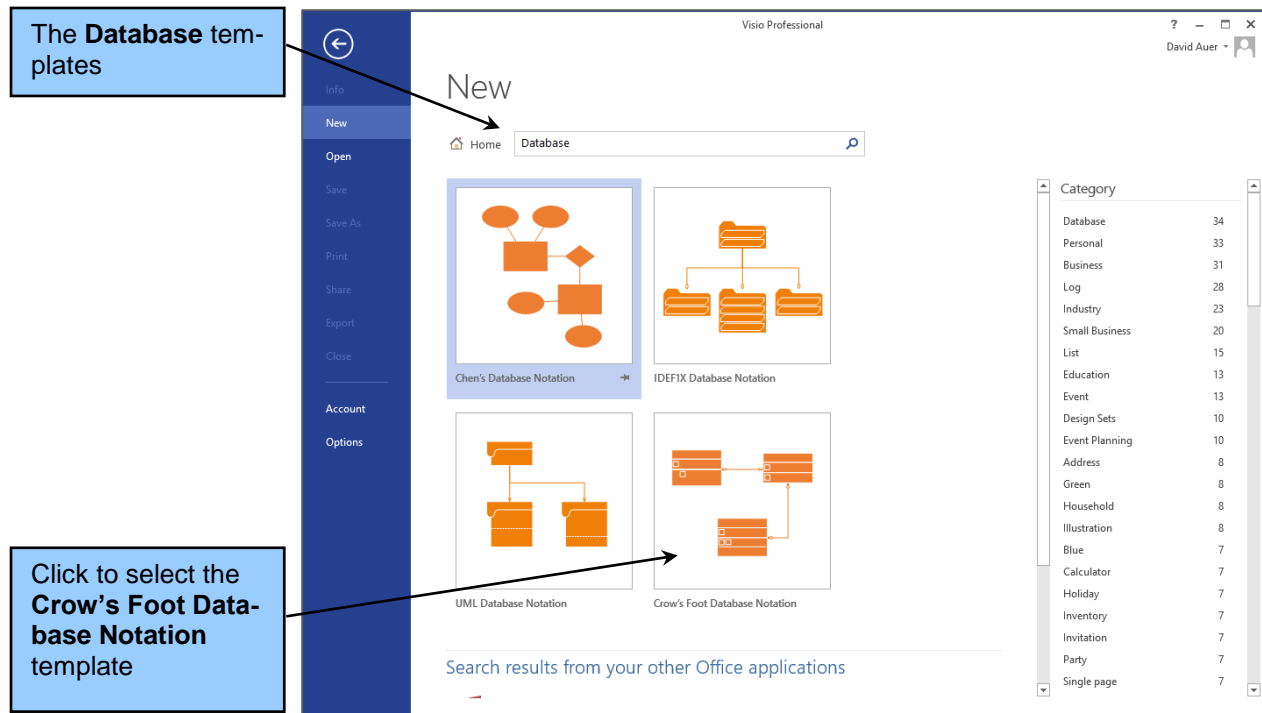 The Database tem-
plates
Click to select the
Crow's Foot Data-
base Notation
template
Visio Professional
?
David Auer
Info
New
Open
Save
Save As
Print
Share
Export
Close
Account
Options
New
Home
Database
Chen's Database Notation
IDEF1X Database Notation
UML Database Notation
Crow's Foot Database Notation
Search results from your other Office applications
Category
Database 34
Personal 33
Business 31
Log 28
Industry 23
Small Business 20
List 15
Education 13
Event 13
Design Sets 10
Event Planning 10
Address 8
Green 8
Household 8
Illustration 8
Blue 7
Calculator 7
Holiday 7
Inventory 7
Invitation 7
Party 7
Single page 7